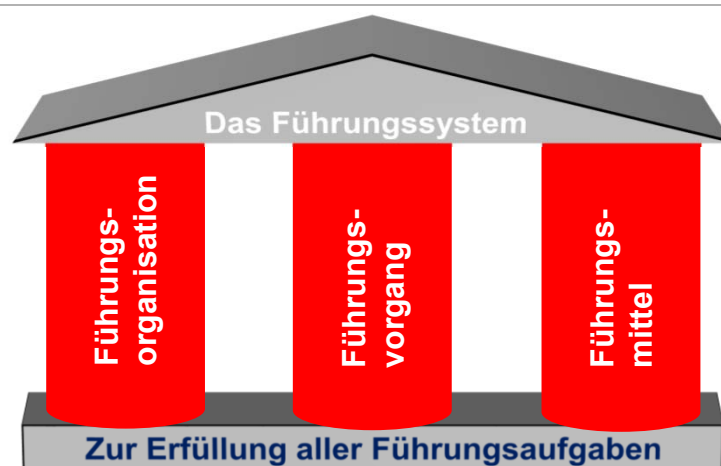 Das Führungssystem
Führungs-
organisation
Führungs-
vorgang
Führungs-
mittel
Zur Erfüllung aller Führungsaufgaben